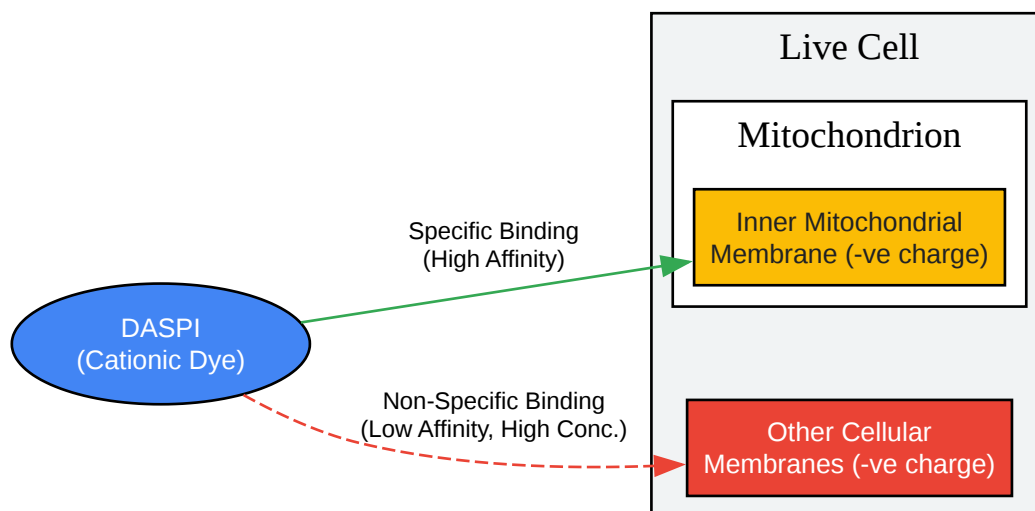 Live Cell
Mitochondrion
Inner Mitochondrial
Membrane (-ve charge)
Specific Binding
(High Affinity)
DASPI
(Cationic Dye)
Non-Specific Binding
(Low Affinity, High Conc.)
Other Cellular
Membranes (-ve charge)